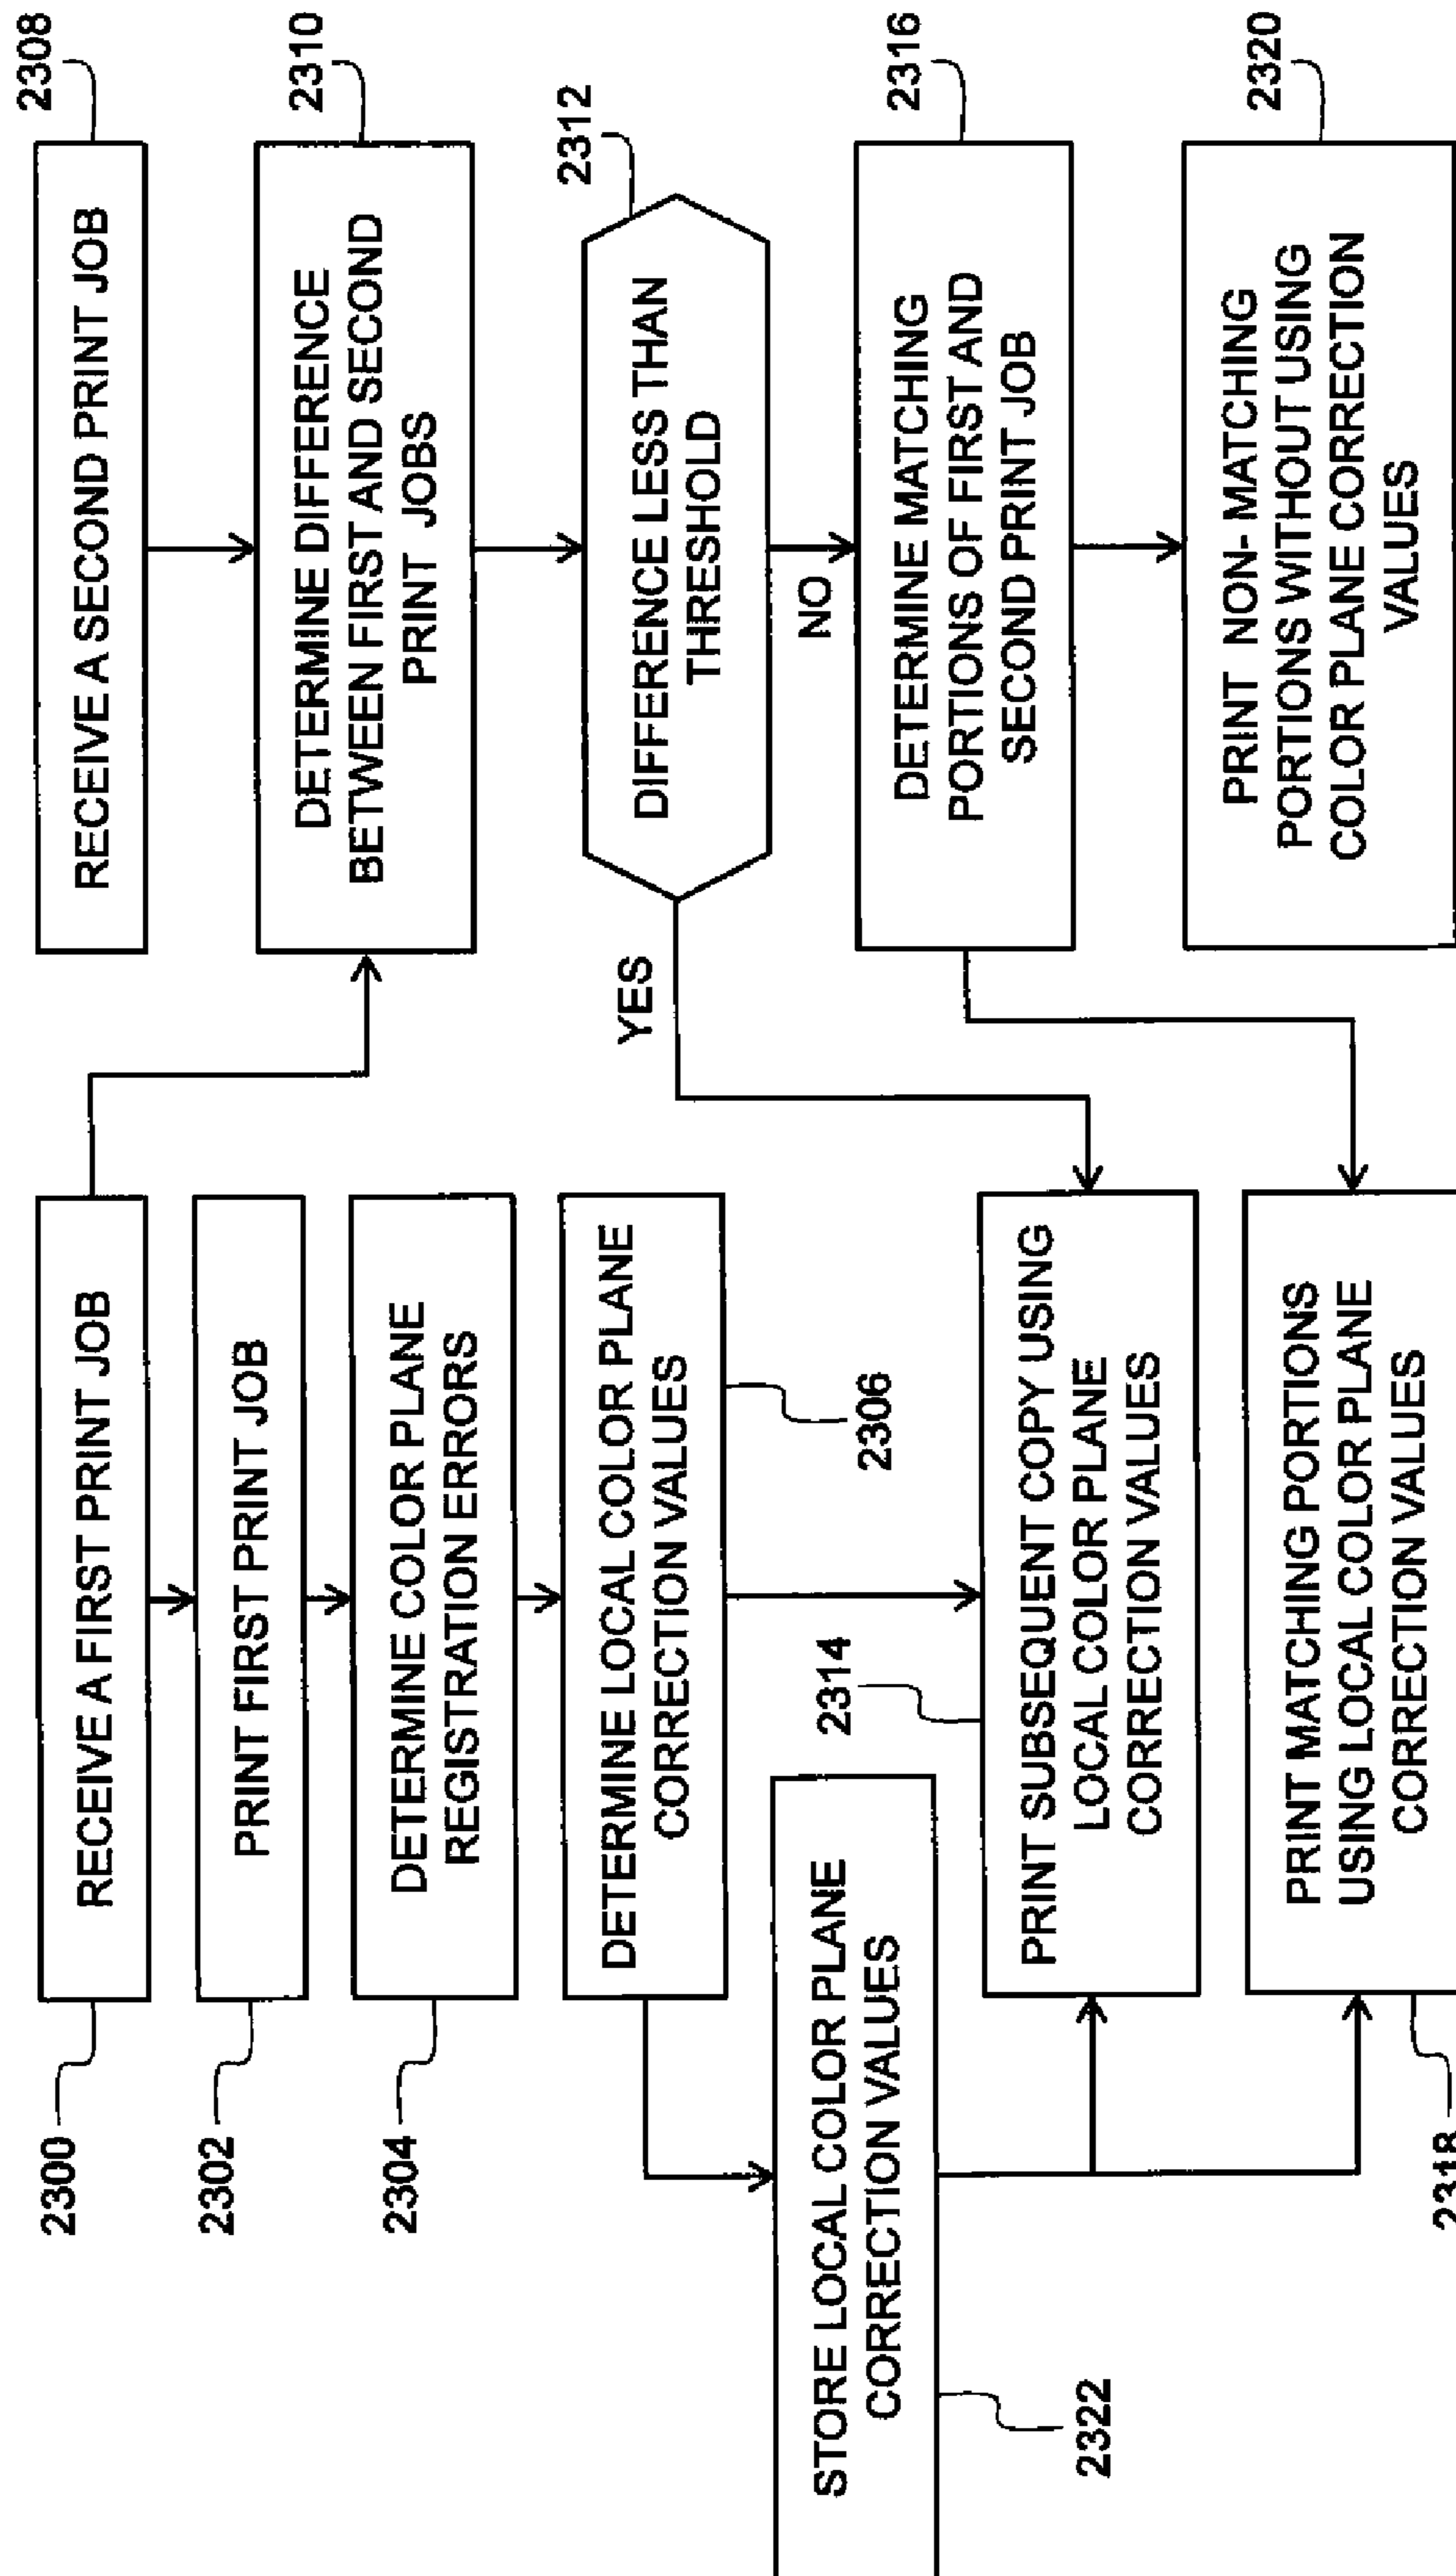 2300
RECEIVE A FIRST PRINT JOB
2302
PRINT FIRST PRINT JOB
2304
DETERMINE COLOR PLANE
REGISTRATION ERRORS
DETERMINE LOCAL COLOR PLANE
CORRECTION VALUES
2306
STORE LOCAL COLOR PLANE
CORRECTION VALUES
2322
2314
PRINT SUBSEQUENT COPY USING
LOCAL COLOR PLANE
CORRECTION VALUES
PRINT MATCHING PORTIONS
USING LOCAL COLOR PLANE
CORRECTION VALUES
2318
RECEIVE A SECOND PRINT JOB
2308
DETERMINE DIFFERENCE
BETWEEN FIRST AND SECOND
PRINT JOBS
2310
2312
DIFFERENCE LESS THAN
THRESHOLD
YES
NO
DETERMINE MATCHING
PORTIONS OF FIRST AND
SECOND PRINT JOB
2316
PRINT NON-MATCHING
PORTIONS WITHOUT USING
COLOR PLANE CORRECTION
VALUES
2320